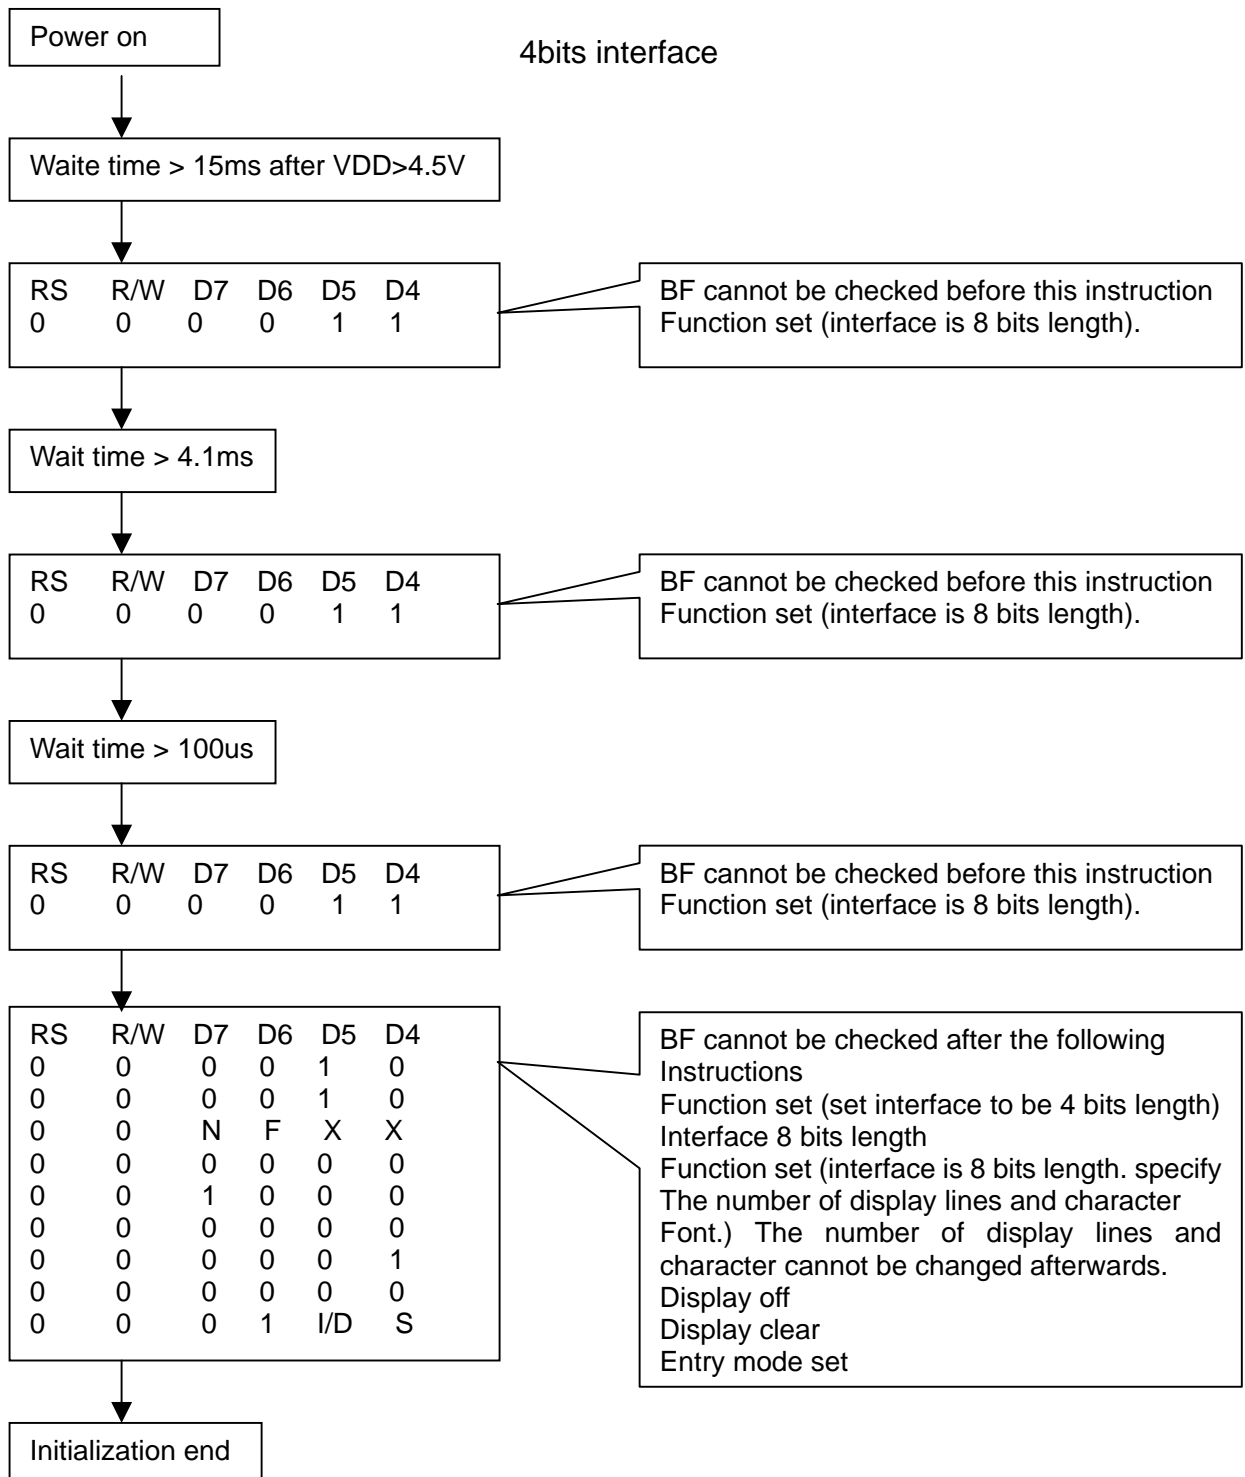 Power on
4bits interface
Waite time > 15ms after VDD>4.5V
RS R/W D7 D6 D5 D4
0 0 0 0 1 1
BF cannot be checked before this instruction
Function set (interface is 8 bits length).
Wait time > 4.1ms
RS R/W D7 D6 D5 D4
0 0 0 0 1 1
BF cannot be checked before this instruction
Function set (interface is 8 bits length).
Wait time > 100us
RS R/W D7 D6 D5 D4
0 0 0 0 1 1
BF cannot be checked before this instruction
Function set (interface is 8 bits length).
RS R/W D7 D6 D5 D4
0 0 0 0 1 0
0 0 0 0 1 0
0 0 N F X X
0 0 0 0 0 0
0 0 1 0 0 0
0 0 0 0 0 0
0 0 0 0 0 1
0 0 0 0 0 0
0 0 0 1 I/D S
BF cannot be checked after the following
Instructions
Function set (set interface to be 4 bits length)
Interface 8 bits length
Function set (interface is 8 bits length. specify
The number of display lines and character
Font.) The number of display lines and
character cannot be changed afterwards.
Display off
Display clear
Entry mode set
Initialization end